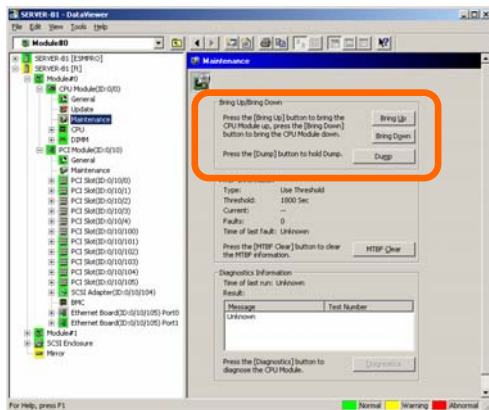 SERVER-B1 - DataViewer
File Edit View Tools Help
Module#0
SERVER-B1 [ESMPRO]
SERVER-B1 [ft]
Module#0
CPU Module(ID:0/0)
General
Update
Maintenance
CPU
DIMM
PCI Module(ID:0/10)
General
Maintenance
PCI Slot(ID:0/10/0)
PCI Slot(ID:0/10/1)
PCI Slot(ID:0/10/2)
PCI Slot(ID:0/10/3)
PCI Slot(ID:0/10/4)
PCI Slot(ID:0/10/100)
PCI Slot(ID:0/10/101)
PCI Slot(ID:0/10/102)
PCI Slot(ID:0/10/103)
PCI Slot(ID:0/10/104)
PCI Slot(ID:0/10/105)
SCSI Adapter(ID:0/10/104)
BMC
Ethernet Board(ID:0/10/105) Port0
Ethernet Board(ID:0/10/105) Port1
Module#1
SCSI Enclosure
Mirror
Maintenance
Bring Up/Bring Down
Press the [Bring Up] button to bring the
CPU Module up, press the [Bring Down]
button to bring the CPU Module down.
Bring Up
Bring Down
Press the [Dump] button to hold Dump.
Dump
Type: Use Threshold
Threshold: 1000 Sec
Current: --
Faults: 0
Time of last fault: Unknown
Press the [MTBF Clear] button to clear
the MTBF information.
MTBF Clear
Diagnostics Information
Time of last run: Unknown
Result:
Message Test Number
Unknown
Press the [Diagnostics] button to
diagnose the CPU Module.
Diagnostics
For Help, press F1
Normal Warning Abnormal